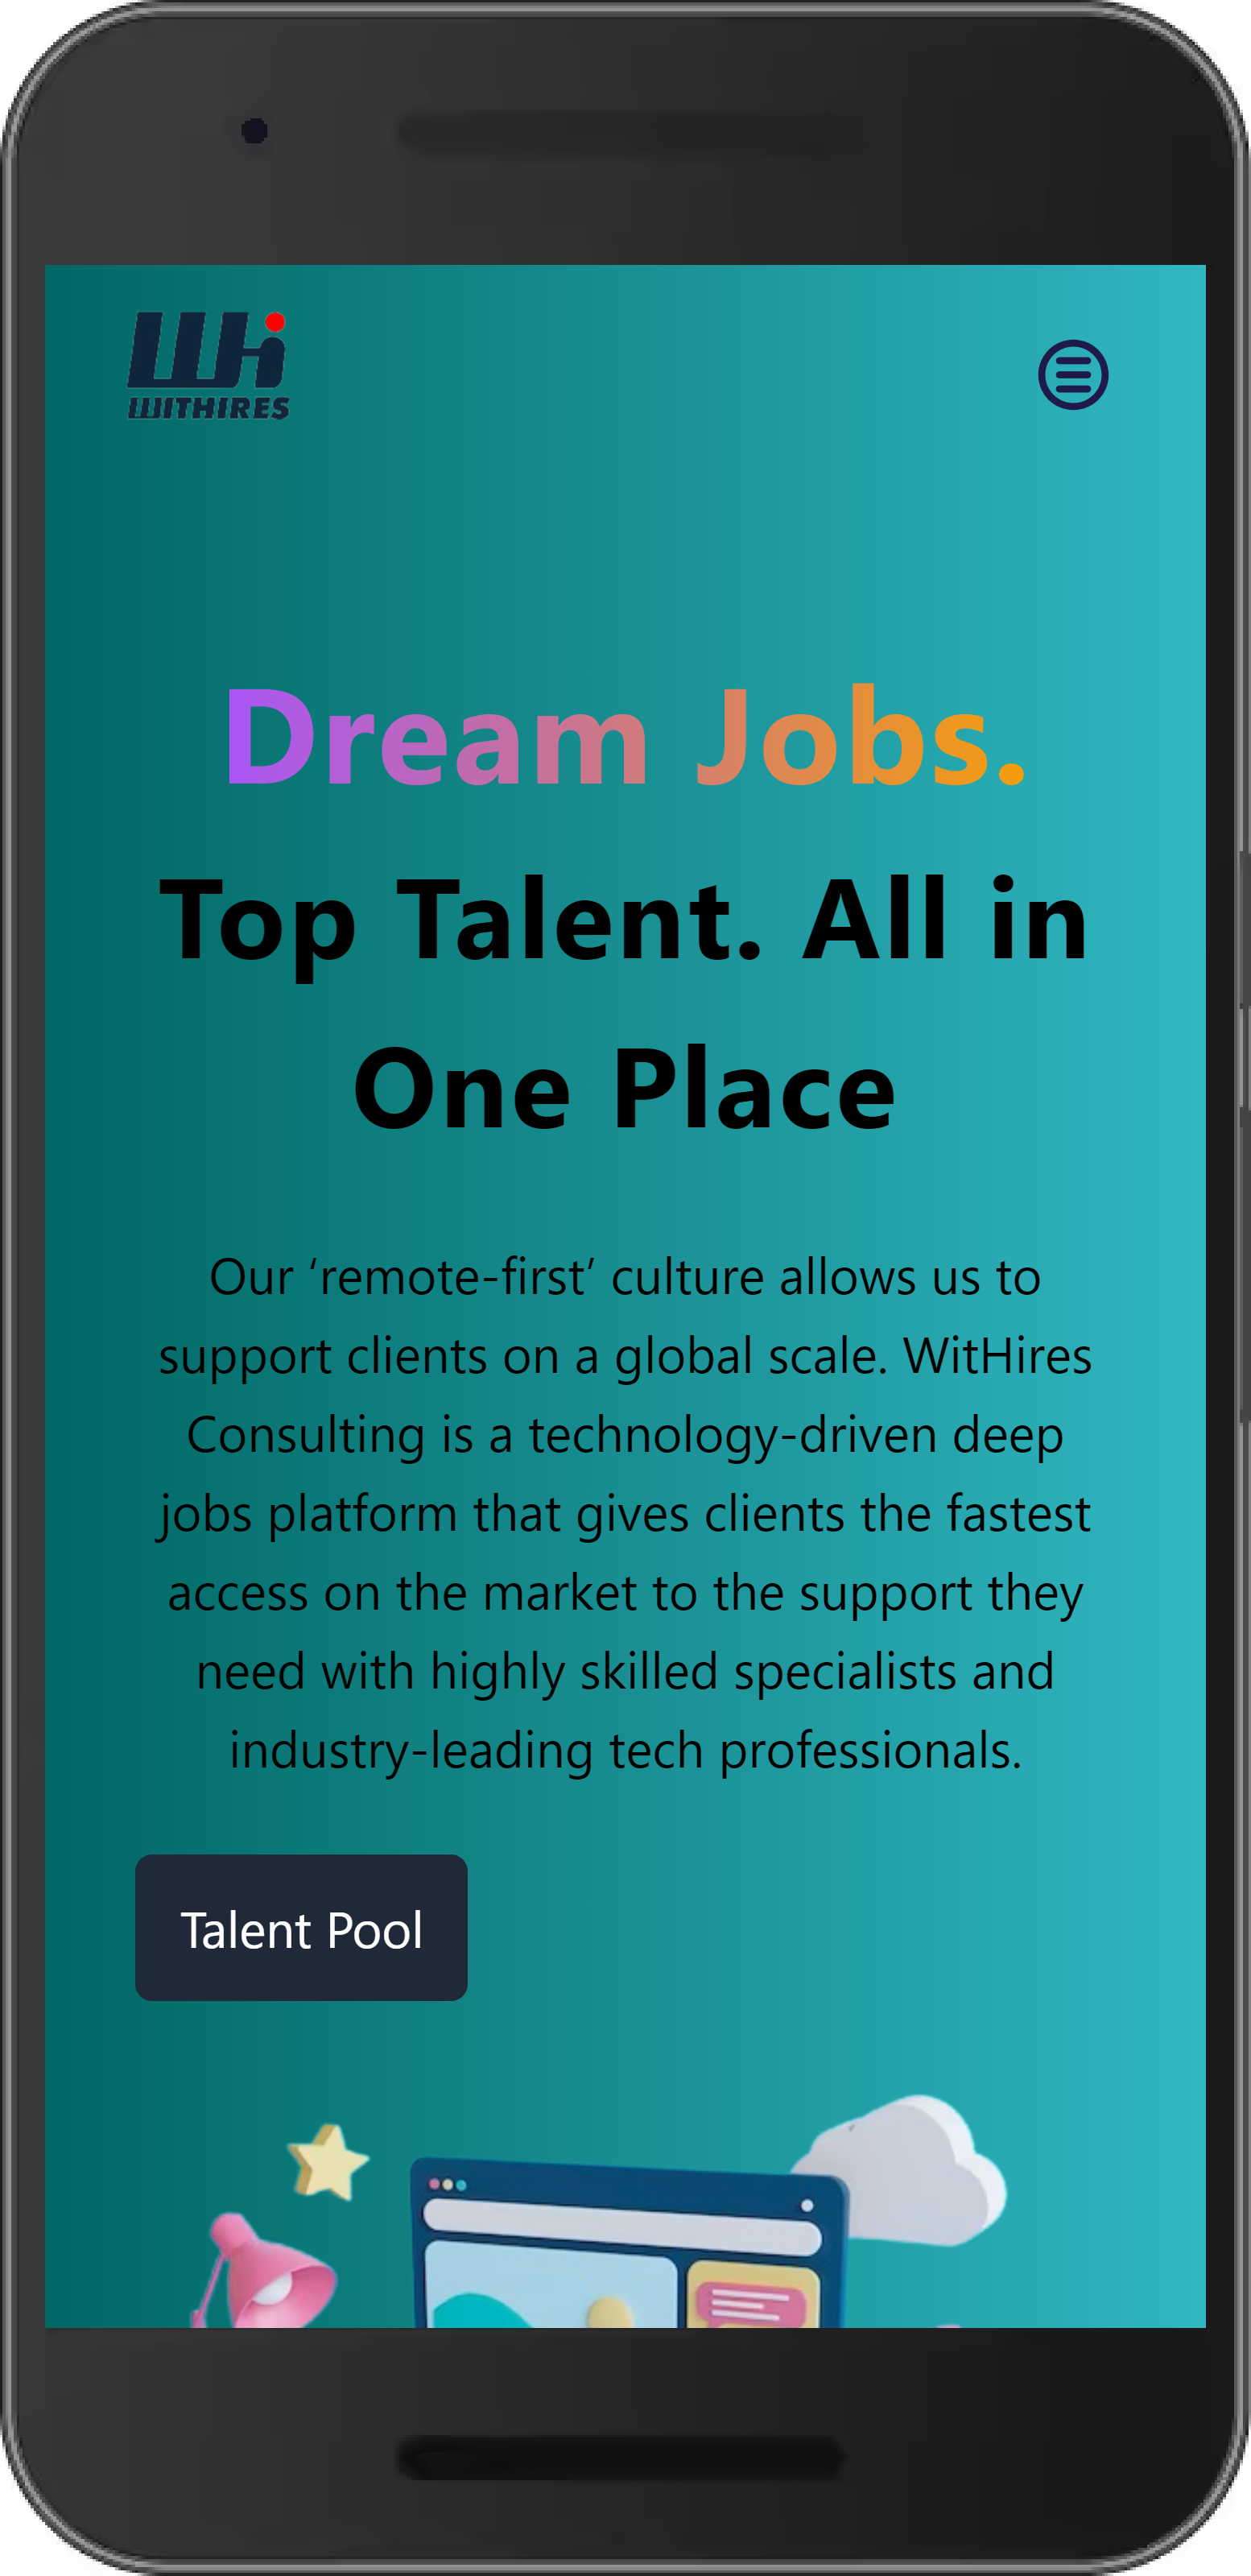 WITHIRES
Dream Jobs.
Top Talent. All in
One Place
Our ‘remote-first’ culture allows us to
support clients on a global scale. WitHires
Consulting is a technology-driven deep
jobs platform that gives clients the fastest
access on the market to the support they
need with highly skilled specialists and
industry-leading tech professionals.
Talent Pool